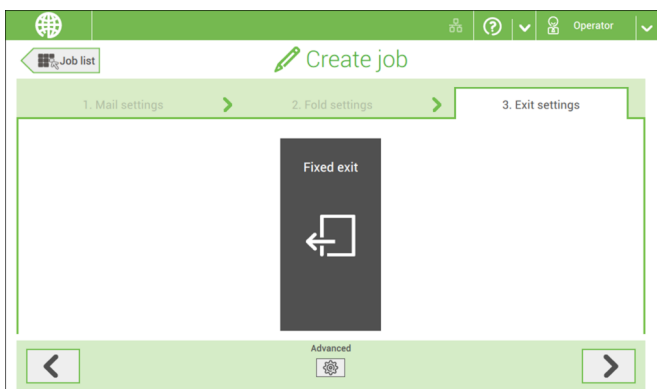 Operator
Job list
Create job
1. Mail settings
2. Fold settings
3. Exit settings
Fixed exit
Advanced